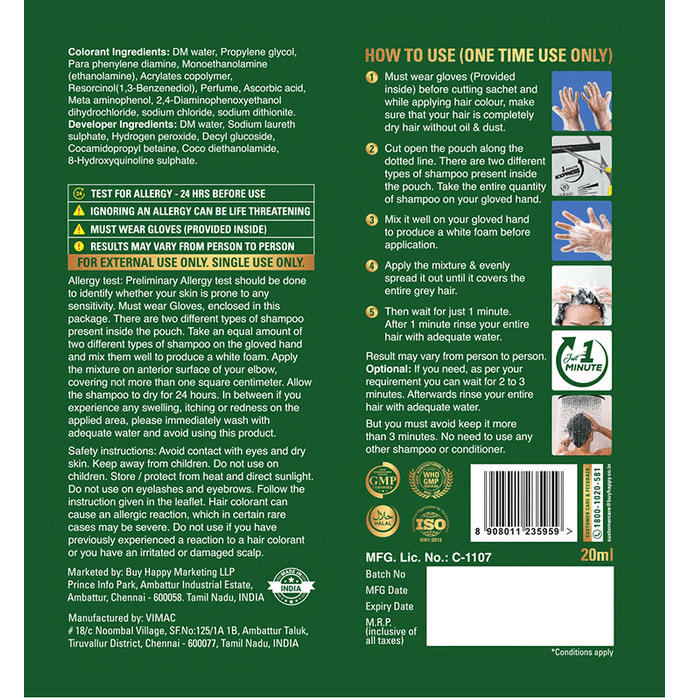 Colorant Ingredients: DM water, Propylene glycol,
Para phenylene diamine, Monoethanolamine
(ethanolamine), Acrylates copolymer,
Resorcinol(1,3-Benzenediol), Perfume, Ascorbic acid,
Meta aminophenol, 2,4-Diaminophenoxyethanol
dihydrochloride, sodium chloride, sodium dithionite.
Developer Ingredients: DM water, Sodium laureth
sulphate, Hydrogen peroxide, Decyl glucoside,
Cocamidopropyl betaine, Coco diethanolamide,
8-Hydroxyquinoline sulphate.
24 TEST FOR ALLERGY - 24 HRS BEFORE USE
IGNORING AN ALLERGY CAN BE LIFE THREATENING
MUST WEAR GLOVES (PROVIDED INSIDE)
RESULTS MAY VARY FROM PERSON TO PERSON
FOR EXTERNAL USE ONLY. SINGLE USE ONLY.
Allergy test: Preliminary Allergy test should be done
to identify whether your skin is prone to any
sensitivity. Must wear Gloves, enclosed in this
package. There are two different types of shampoo
present inside the pouch. Take an equal amount of
two different types of shampoo on the gloved hand
and mix them well to produce a white foam. Apply
the mixture on anterior surface of your elbow,
covering not more than one square centimeter. Allow
the shampoo to dry for 24 hours. In between if you
experience any swelling, itching or redness on the
applied area, please immediately wash with
adequate water and avoid using this product.
Safety instructions: Avoid contact with eyes and dry
skin. Keep away from children. Do not use on
children. Store / protect from heat and direct sunlight.
Do not use on eyelashes and eyebrows. Follow the
instruction given in the leaflet. Hair colorant can
cause an allergic reaction, which in certain rare
cases may be severe. Do not use if you have
previously experienced a reaction to a hair colorant
or you have an irritated or damaged scalp.
Marketed by: Buy Happy Marketing LLP
Prince Info Park, Ambattur Industrial Estate,
Ambattur, Chennai - 600058. Tamil Nadu, INDIA
MADE IN
INDIA
Manufactured by: VIMAC
# 18/c Noombal Village, SF.No:125/1A 1B, Ambattur Taluk,
Tiruvallur District, Chennai - 600077, Tamil Nadu, INDIA
HOW TO USE (ONE TIME USE ONLY)
1 Must wear gloves (Provided
inside) before cutting sachet and
while applying hair colour, make
sure that your hair is completely
dry hair without oil & dust.
2 Cut open the pouch along the
dotted line. There are two different
types of shampoo present inside
the pouch. Take the entire quantity
of shampoo on your gloved hand.
EXPRESS
3 Mix it well on your gloved hand
to produce a white foam before
application.
4 Apply the mixture & evenly
spread it out until it covers the
entire grey hair.
5 Then wait for just 1 minute.
After 1 minute rinse your entire
hair with adequate water.
Just 1
MINUTE
Result may vary from person to person.
Optional: If you need, as per your
requirement you can wait for 2 to 3
minutes. Afterwards rinse your entire
hair with adequate water.
But you must avoid keep it more
than 3 minutes. No need to use any
other shampoo or conditioner.
GMP
CERTIFIED
WHO
GMP
CERTIFIED
حلال
HALAL
ISO
9001:2015
8 908011 235959 >
CUSTOMER CARE & FEEDBACK
1800-1020-581
customercare@buyhappy.co.in
MFG. Lic. No.: C-1107
20ml
Batch No
MFG Date
Expiry Date
M.R.P.
(inclusive of
all taxes)
*Conditions apply